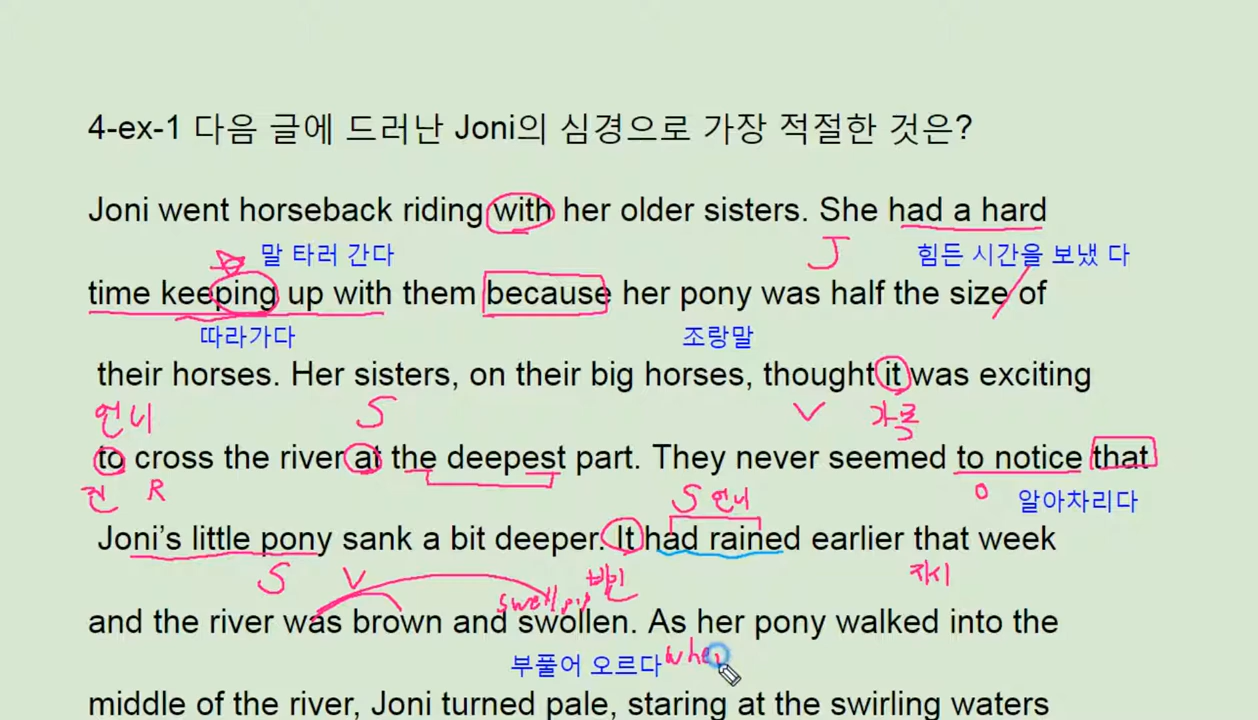 4-ex-1 다음 글에 드러난 Joni의 심경으로 가장 적절한 것은?
Joni went horseback riding with her older sisters. She had a hard
말 타러 간다 J 힘든 시간을 보냈 다
time keeping up with them because her pony was half the size of
따라가다 조랑말
their horses. Her sisters, on their big horses, thought it was exciting
언니 S V 가목
to cross the river at the deepest part. They never seemed to notice that
진 R S 언니 o 알아차리다
Joni's little pony sank a bit deeper. It had rained earlier that week
S V 비인 지시
and the river was brown and swollen. As her pony walked into the
부풀어 오르다 whe
middle of the river, Joni turned pale, staring at the swirling waters